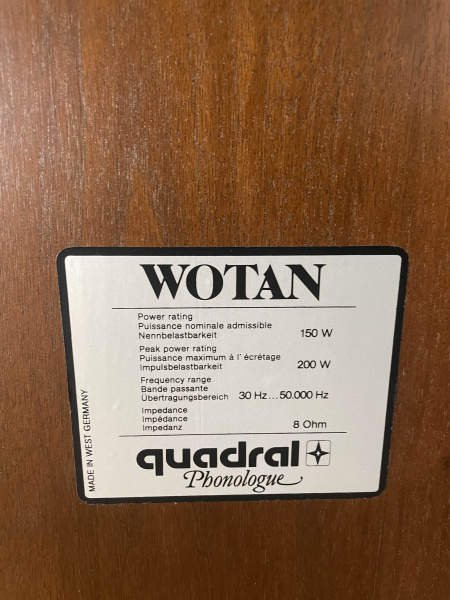 WOTAN
Power rating
Puissance nominale admissible
Nennbelastbarkeit 150 W
Peak power rating
Puissance maximum à l' écrêtage
Impulsbelastbarkeit 200 W
Frequency range
Bande passante
Übertragungsbereich 30 Hz...50.000 Hz
Impedance
Impédance
Impedanz 8 Ohm
quadral
Phonologue
MADE IN WEST GERMANY